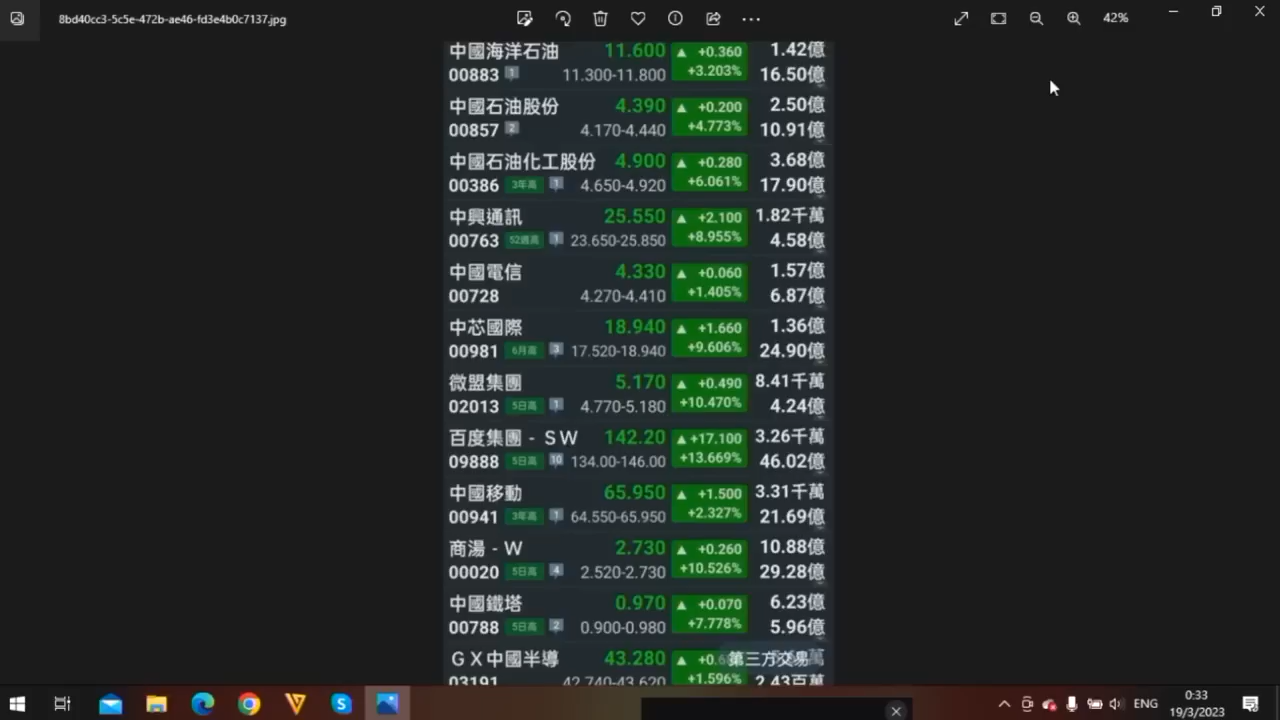 8bd40cc3-5c5e-472b-ae46-fd3e4b0c7137.jpg
42%
中國海洋石油 11.600 ▲ +0.360 1.42億
00883 1 11.300-11.800 +3.203% 16.50億
中國石油股份 4.390 ▲ +0.200 2.50億
00857 2 4.170-4.440 +4.773% 10.91億
中國石油化工股份 4.900 ▲ +0.280 3.68億
00386 3年高 1 4.650-4.920 +6.061% 17.90億
中興通訊 25.550 ▲ +2.100 1.82千萬
00763 52週高 1 23.650-25.850 +8.955% 4.58億
中國電信 4.330 ▲ +0.060 1.57億
00728 4.270-4.410 +1.405% 6.87億
中芯國際 18.940 ▲ +1.660 1.36億
00981 6月高 3 17.520-18.940 +9.606% 24.90億
微盟集團 5.170 ▲ +0.490 8.41千萬
02013 5日高 1 4.770-5.180 +10.470% 4.24億
百度集團 - SW 142.20 ▲ +17.100 3.26千萬
09888 5日高 10 134.00-146.00 +13.669% 46.02億
中國移動 65.950 ▲ +1.500 3.31千萬
00941 3年高 1 64.550-65.950 +2.327% 21.69億
商湯 - W 2.730 ▲ +0.260 10.88億
00020 5日高 4 2.520-2.730 +10.526% 29.28億
中國鐵塔 0.970 ▲ +0.070 6.23億
00788 5日高 2 0.900-0.980 +7.778% 5.96億
GX中國半導 43.280 ▲ 第三方交易
03191 42.740-43.620 +1.596% 2.43百萬
ENG
0:33
19/3/2023